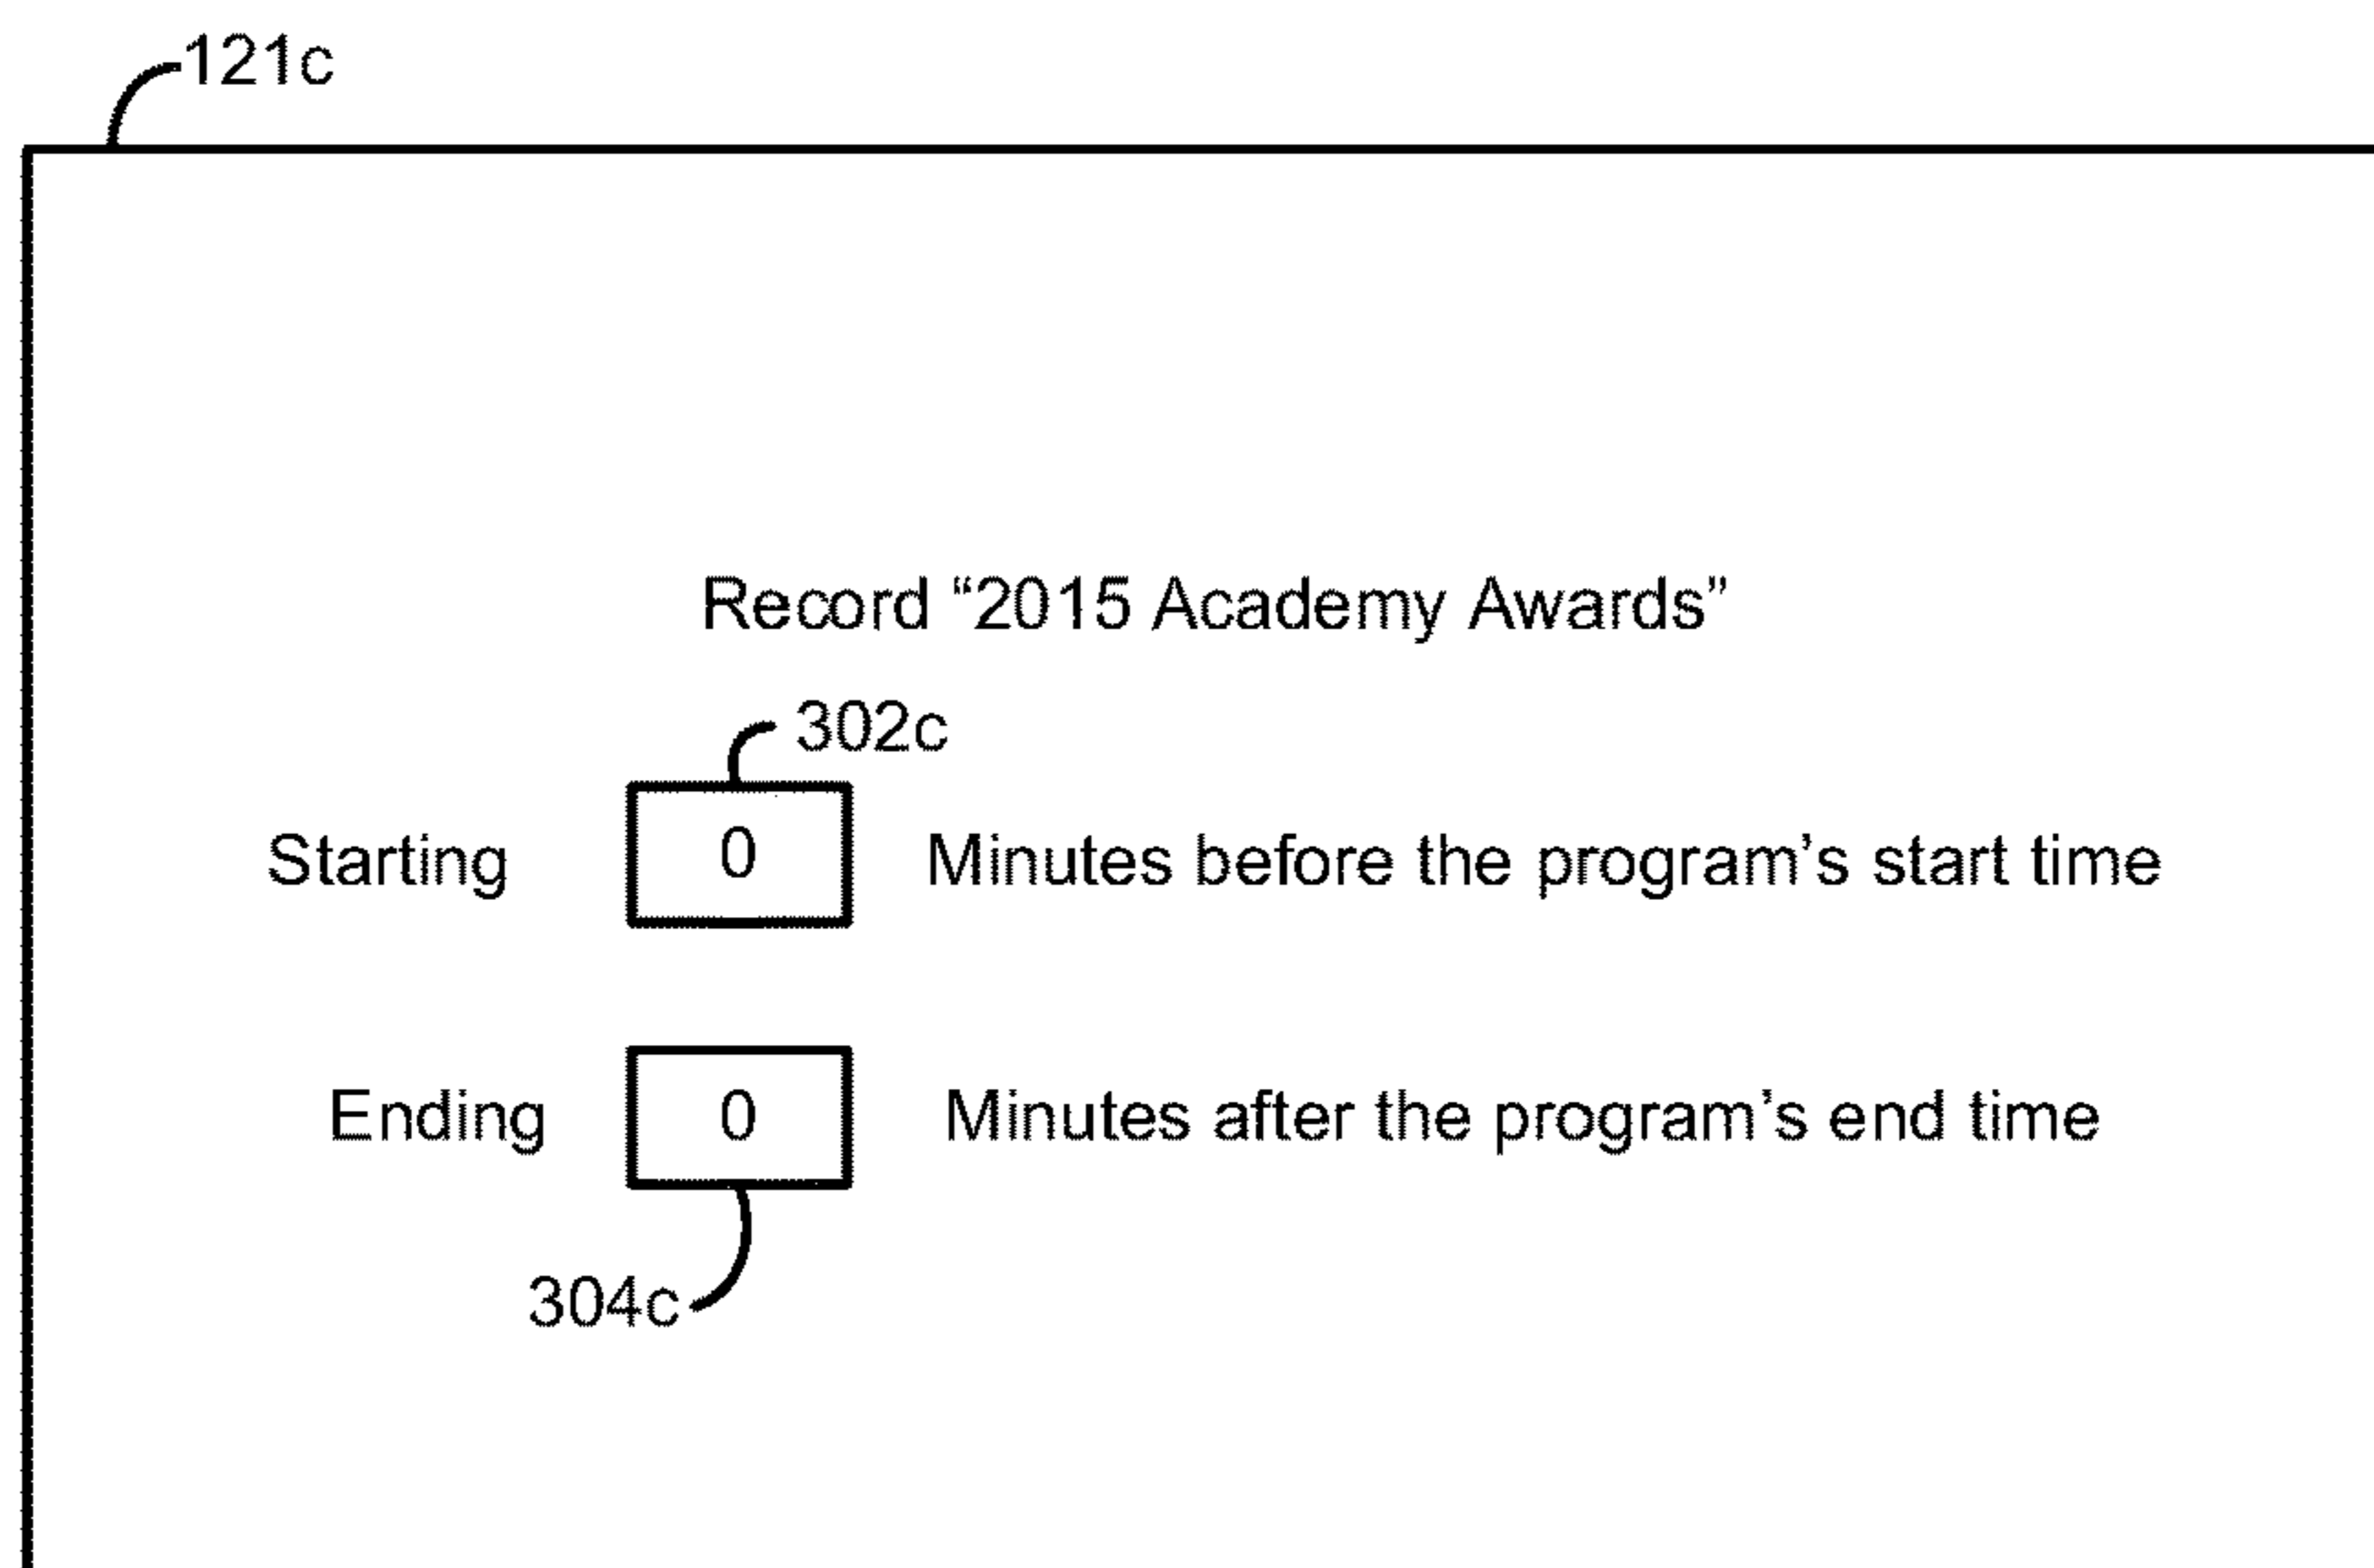 121c
Record “2015 Academy Awards”
302c
Starting 0 Minutes before the program’s start time
Ending 0 Minutes after the program’s end time
304c